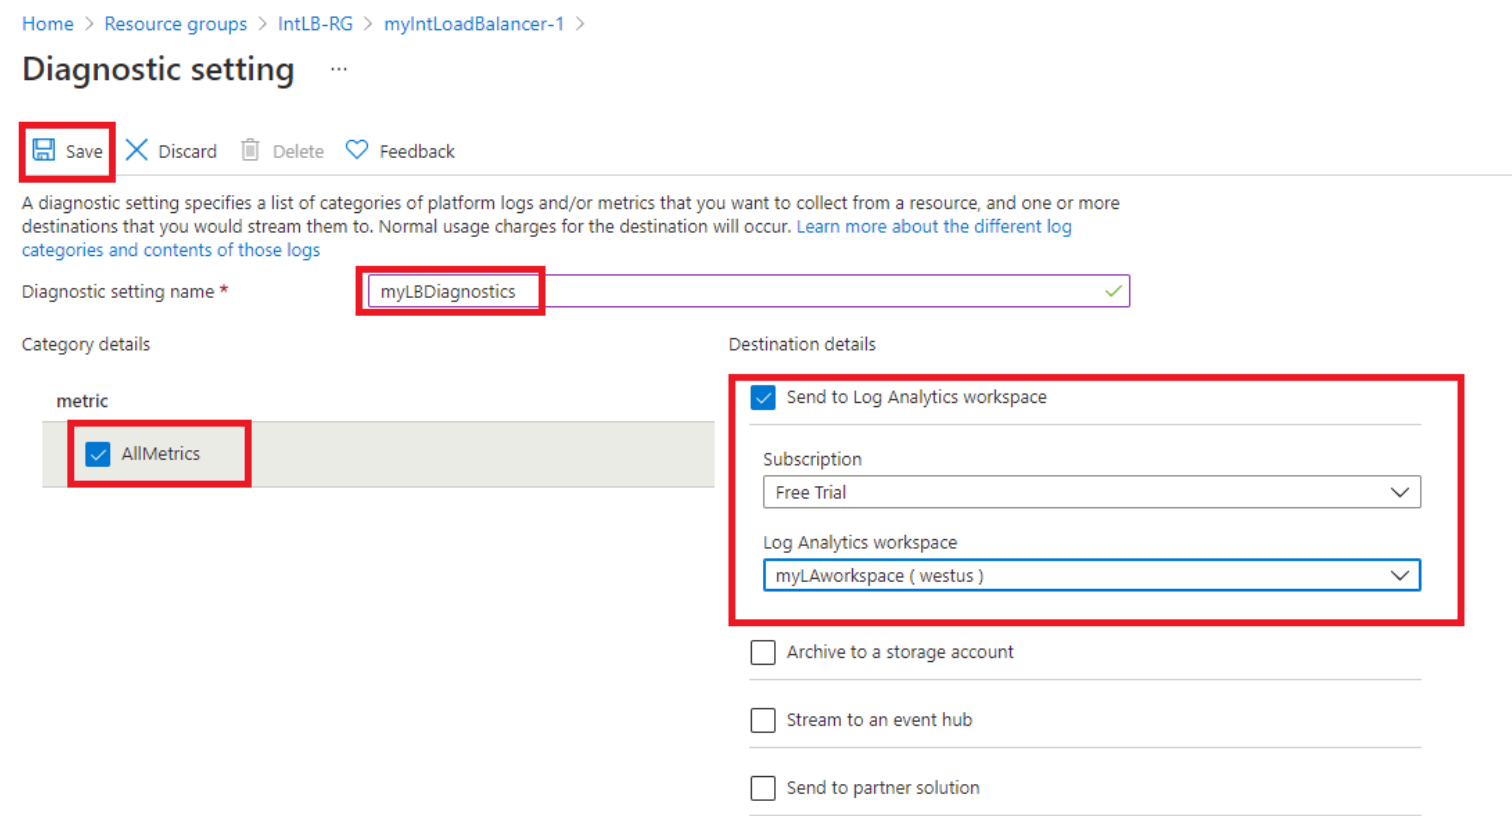 Home > Resource groups > IntLB-RG > myIntLoadBalancer-1 >
Diagnostic setting ...
Save Discard Delete Feedback
A diagnostic setting specifies a list of categories of platform logs and/or metrics that you want to collect from a resource, and one or more
destinations that you would stream them to. Normal usage charges for the destination will occur. Learn more about the different log
categories and contents of those logs
Diagnostic setting name * myLBDiagnostics
Category details
Destination details
metric
AllMetrics
Send to Log Analytics workspace
Subscription
Free Trial
Log Analytics workspace
myLAworkspace ( westus )
Archive to a storage account
Stream to an event hub
Send to partner solution